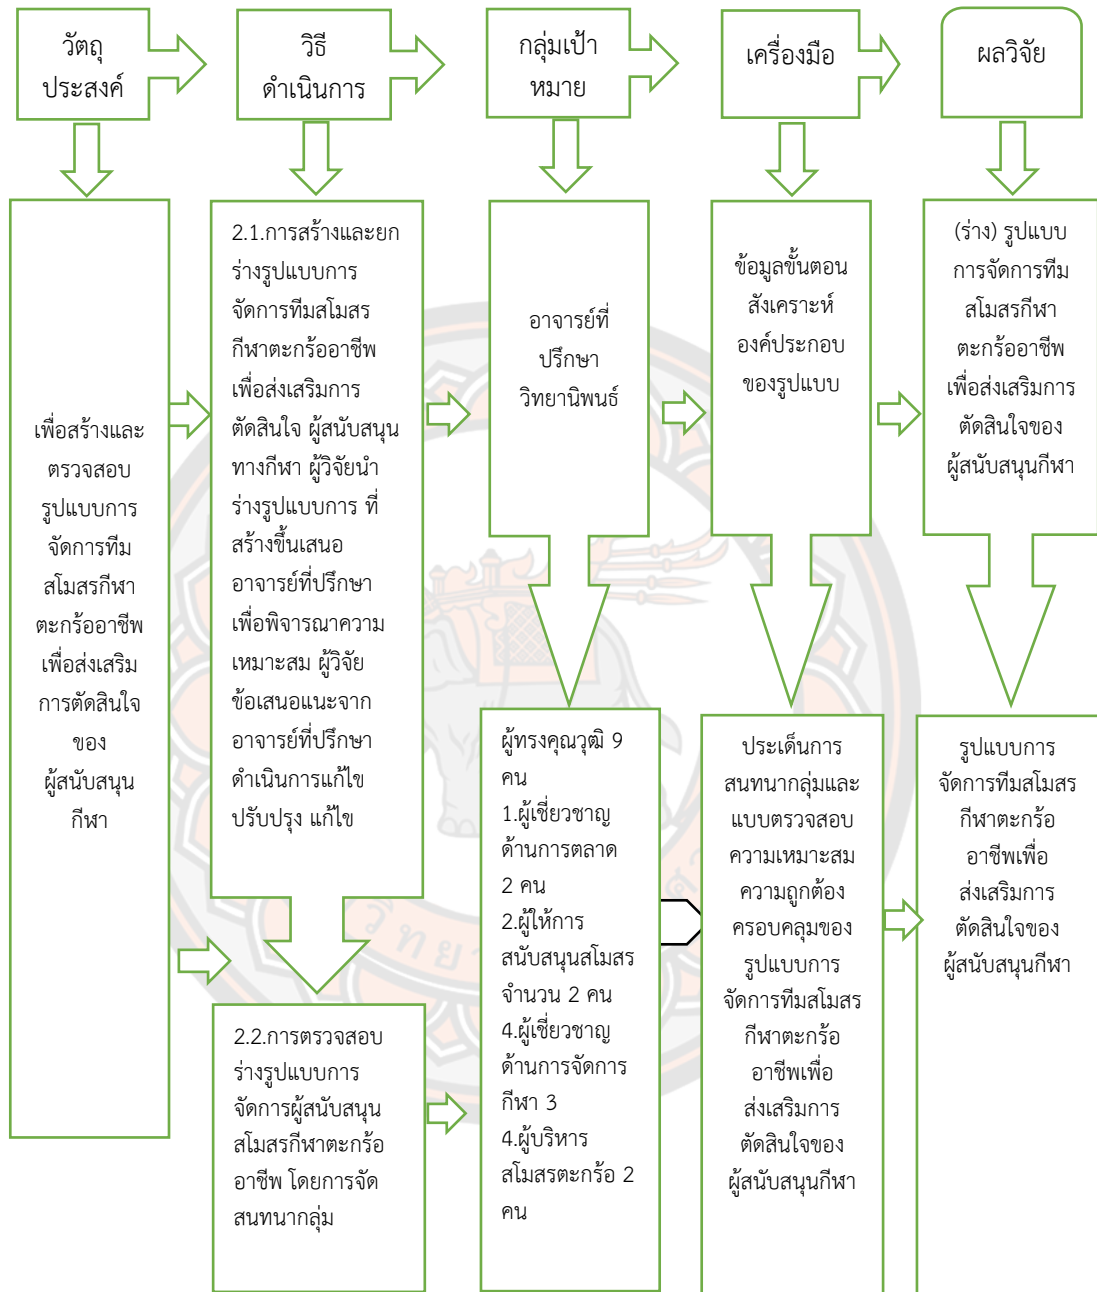 วัตถุ
ประสงค์
วิธี
ดำเนินการ
กลุ่มเป้า
หมาย
เครื่องมือ
ผลวิจัย
เพื่อสร้างและ
ตรวจสอบ
รูปแบบการ
จัดการทีม
สโมสรกีฬา
ตะกร้ออาชีพ
เพื่อส่งเสริม
การตัดสินใจ
ของ
ผู้สนับสนุน
กีฬา
2.1.การสร้างและยก
ร่างรูปแบบการ
จัดการทีมสโมสร
กีฬาตะกร้ออาชีพ
เพื่อส่งเสริมการ
ตัดสินใจ ผู้สนับสนุน
ทางกีฬา ผู้วิจัยนำ
ร่างรูปแบบการ ที่
สร้างขึ้นเสนอ
อาจารย์ที่ปรึกษา
เพื่อพิจารณาความ
เหมาะสม ผู้วิจัย
ข้อเสนอแนะจาก
อาจารย์ที่ปรึกษา
ดำเนินการแก้ไข
ปรับปรุง แก้ไข
อาจารย์ที่
ปรึกษา
วิทยานิพนธ์
ข้อมูลขั้นตอน
สังเคราะห์
องค์ประกอบ
ของรูปแบบ
(ร่าง) รูปแบบ
การจัดการทีม
สโมสรกีฬา
ตะกร้ออาชีพ
เพื่อส่งเสริมการ
ตัดสินใจของ
ผู้สนับสนุนกีฬา
2.2.การตรวจสอบ
ร่างรูปแบบการ
จัดการผู้สนับสนุน
สโมสรกีฬาตะกร้อ
อาชีพ โดยการจัด
สนทนากลุ่ม
ผู้ทรงคุณวุฒิ 9
คน
1.ผู้เชี่ยวชาญ
ด้านการตลาด
2 คน
2.ผู้ให้การ
สนับสนุนสโมสร
จำนวน 2 คน
4.ผู้เชี่ยวชาญ
ด้านการจัดการ
กีฬา 3
4.ผู้บริหาร
สโมสรตะกร้อ 2
คน
ประเด็นการ
สนทนากลุ่มและ
แบบตรวจสอบ
ความเหมาะสม
ความถูกต้อง
ครอบคลุมของ
รูปแบบการ
จัดการทีมสโมสร
กีฬาตะกร้อ
อาชีพเพื่อ
ส่งเสริมการ
ตัดสินใจของ
ผู้สนับสนุนกีฬา
รูปแบบการ
จัดการทีมสโมสร
กีฬาตะกร้อ
อาชีพเพื่อ
ส่งเสริมการ
ตัดสินใจของ
ผู้สนับสนุนกีฬา